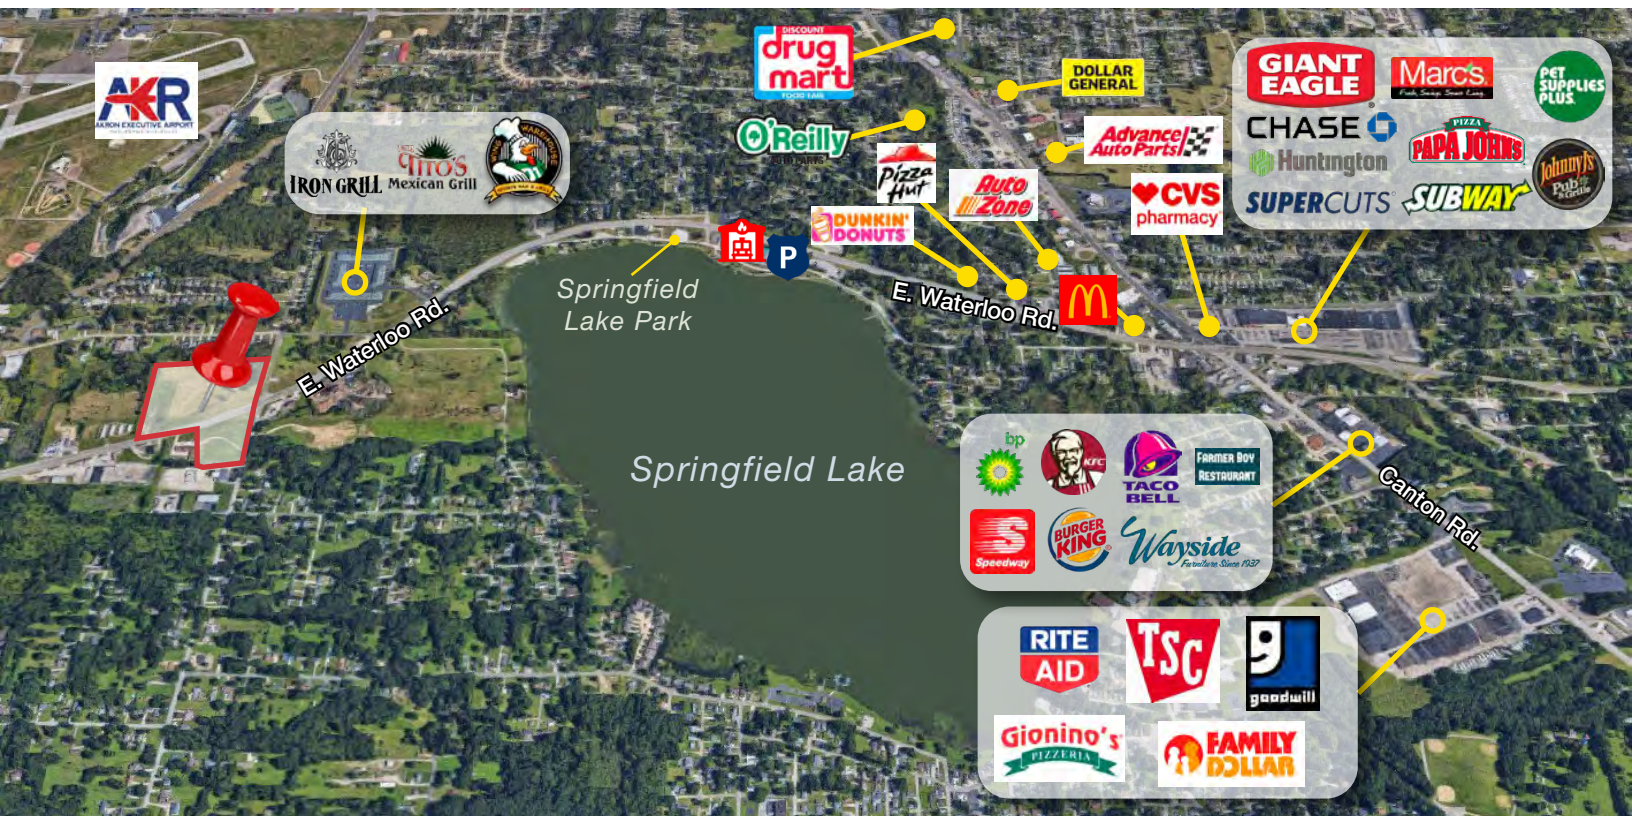 AKR
AKRON EXECUTIVE AIRPORT
IRON GRILL
TITO'S
Mexican Grill
WING WAREHOUSE
DISCOUNT
drug
mart
FOOD FAIR
O'Reilly
AUTO PARTS
Pizza
Hut
DUNKIN'
DONUTS
Auto
Zone
DOLLAR
GENERAL
Advance
Auto Parts
CVS
pharmacy
GIANT
EAGLE
Marc's
PET
SUPPLIES
PLUS
CHASE
PIZZA
PAPA JOHNS
Huntington
Johnny J's
Pub
& Grille
SUPERCUTS
SUBWAY
P
Springfield
Lake Park
E. Waterloo Rd.
E. Waterloo Rd.
Springfield Lake
Canton Rd.
bp
KFC
TACO
BELL
FARMER BOY
RESTAURANT
S
Speedway
BURGER
KING
Wayside
Furniture Since 1937
RITE
AID
TSC
g
goodwill
Gionino's
PIZZERIA
FAMILY
DOLLAR